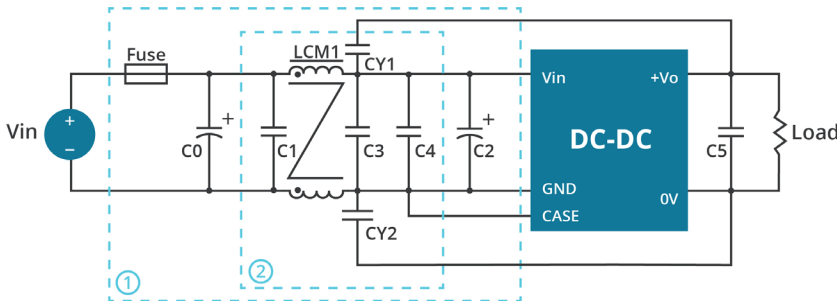 Fuse
LCM1
CY1
Vin
+
−
C0
+
C1
C3
C4
C2
+
Vin
+Vo
DC-DC
GND
CASE
0V
C5
Load
CY2
1
2